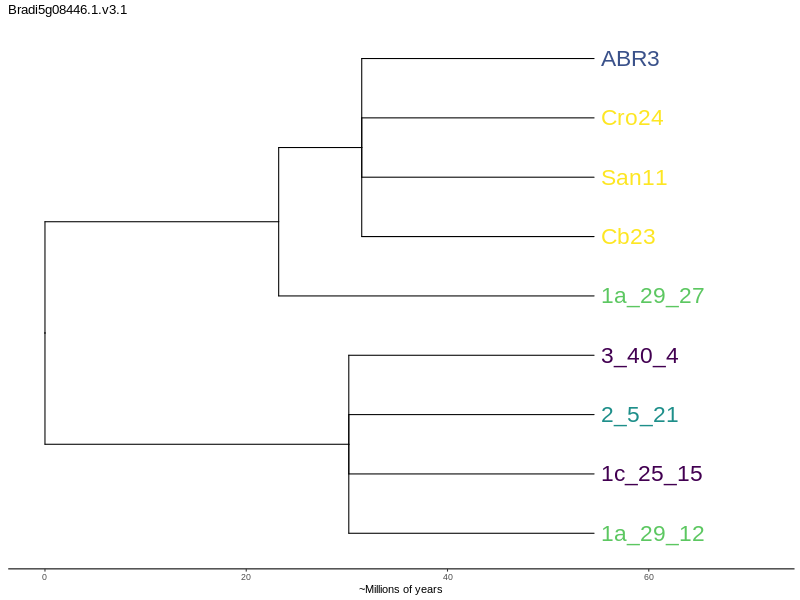 Bradi5g08446.1.v3.1
ABR3
Cro24
San11
Cb23
1a_29_27
3_40_4
2_5_21
1c_25_15
1a_29_12
0 20 40 60
~Millions of years